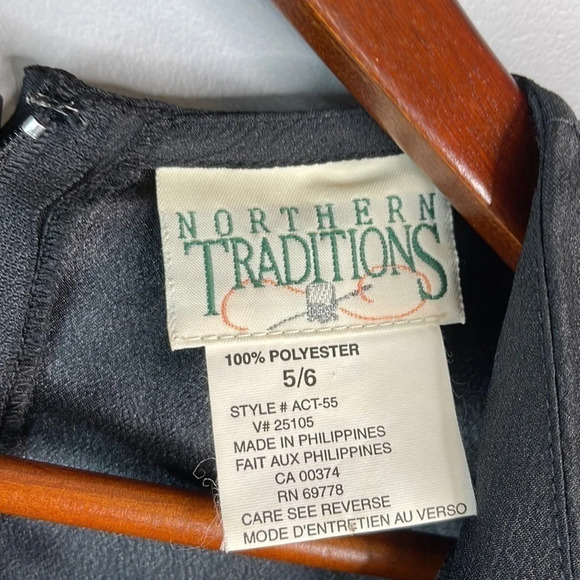 NORTHERN
TRADITIONS
100% POLYESTER
5/6
STYLE # ACT-55
V# 25105
MADE IN PHILIPPINES
FAIT AUX PHILIPPINES
CA 00374
RN 69778
CARE SEE REVERSE
MODE D'ENTRETIEN AU VERSO